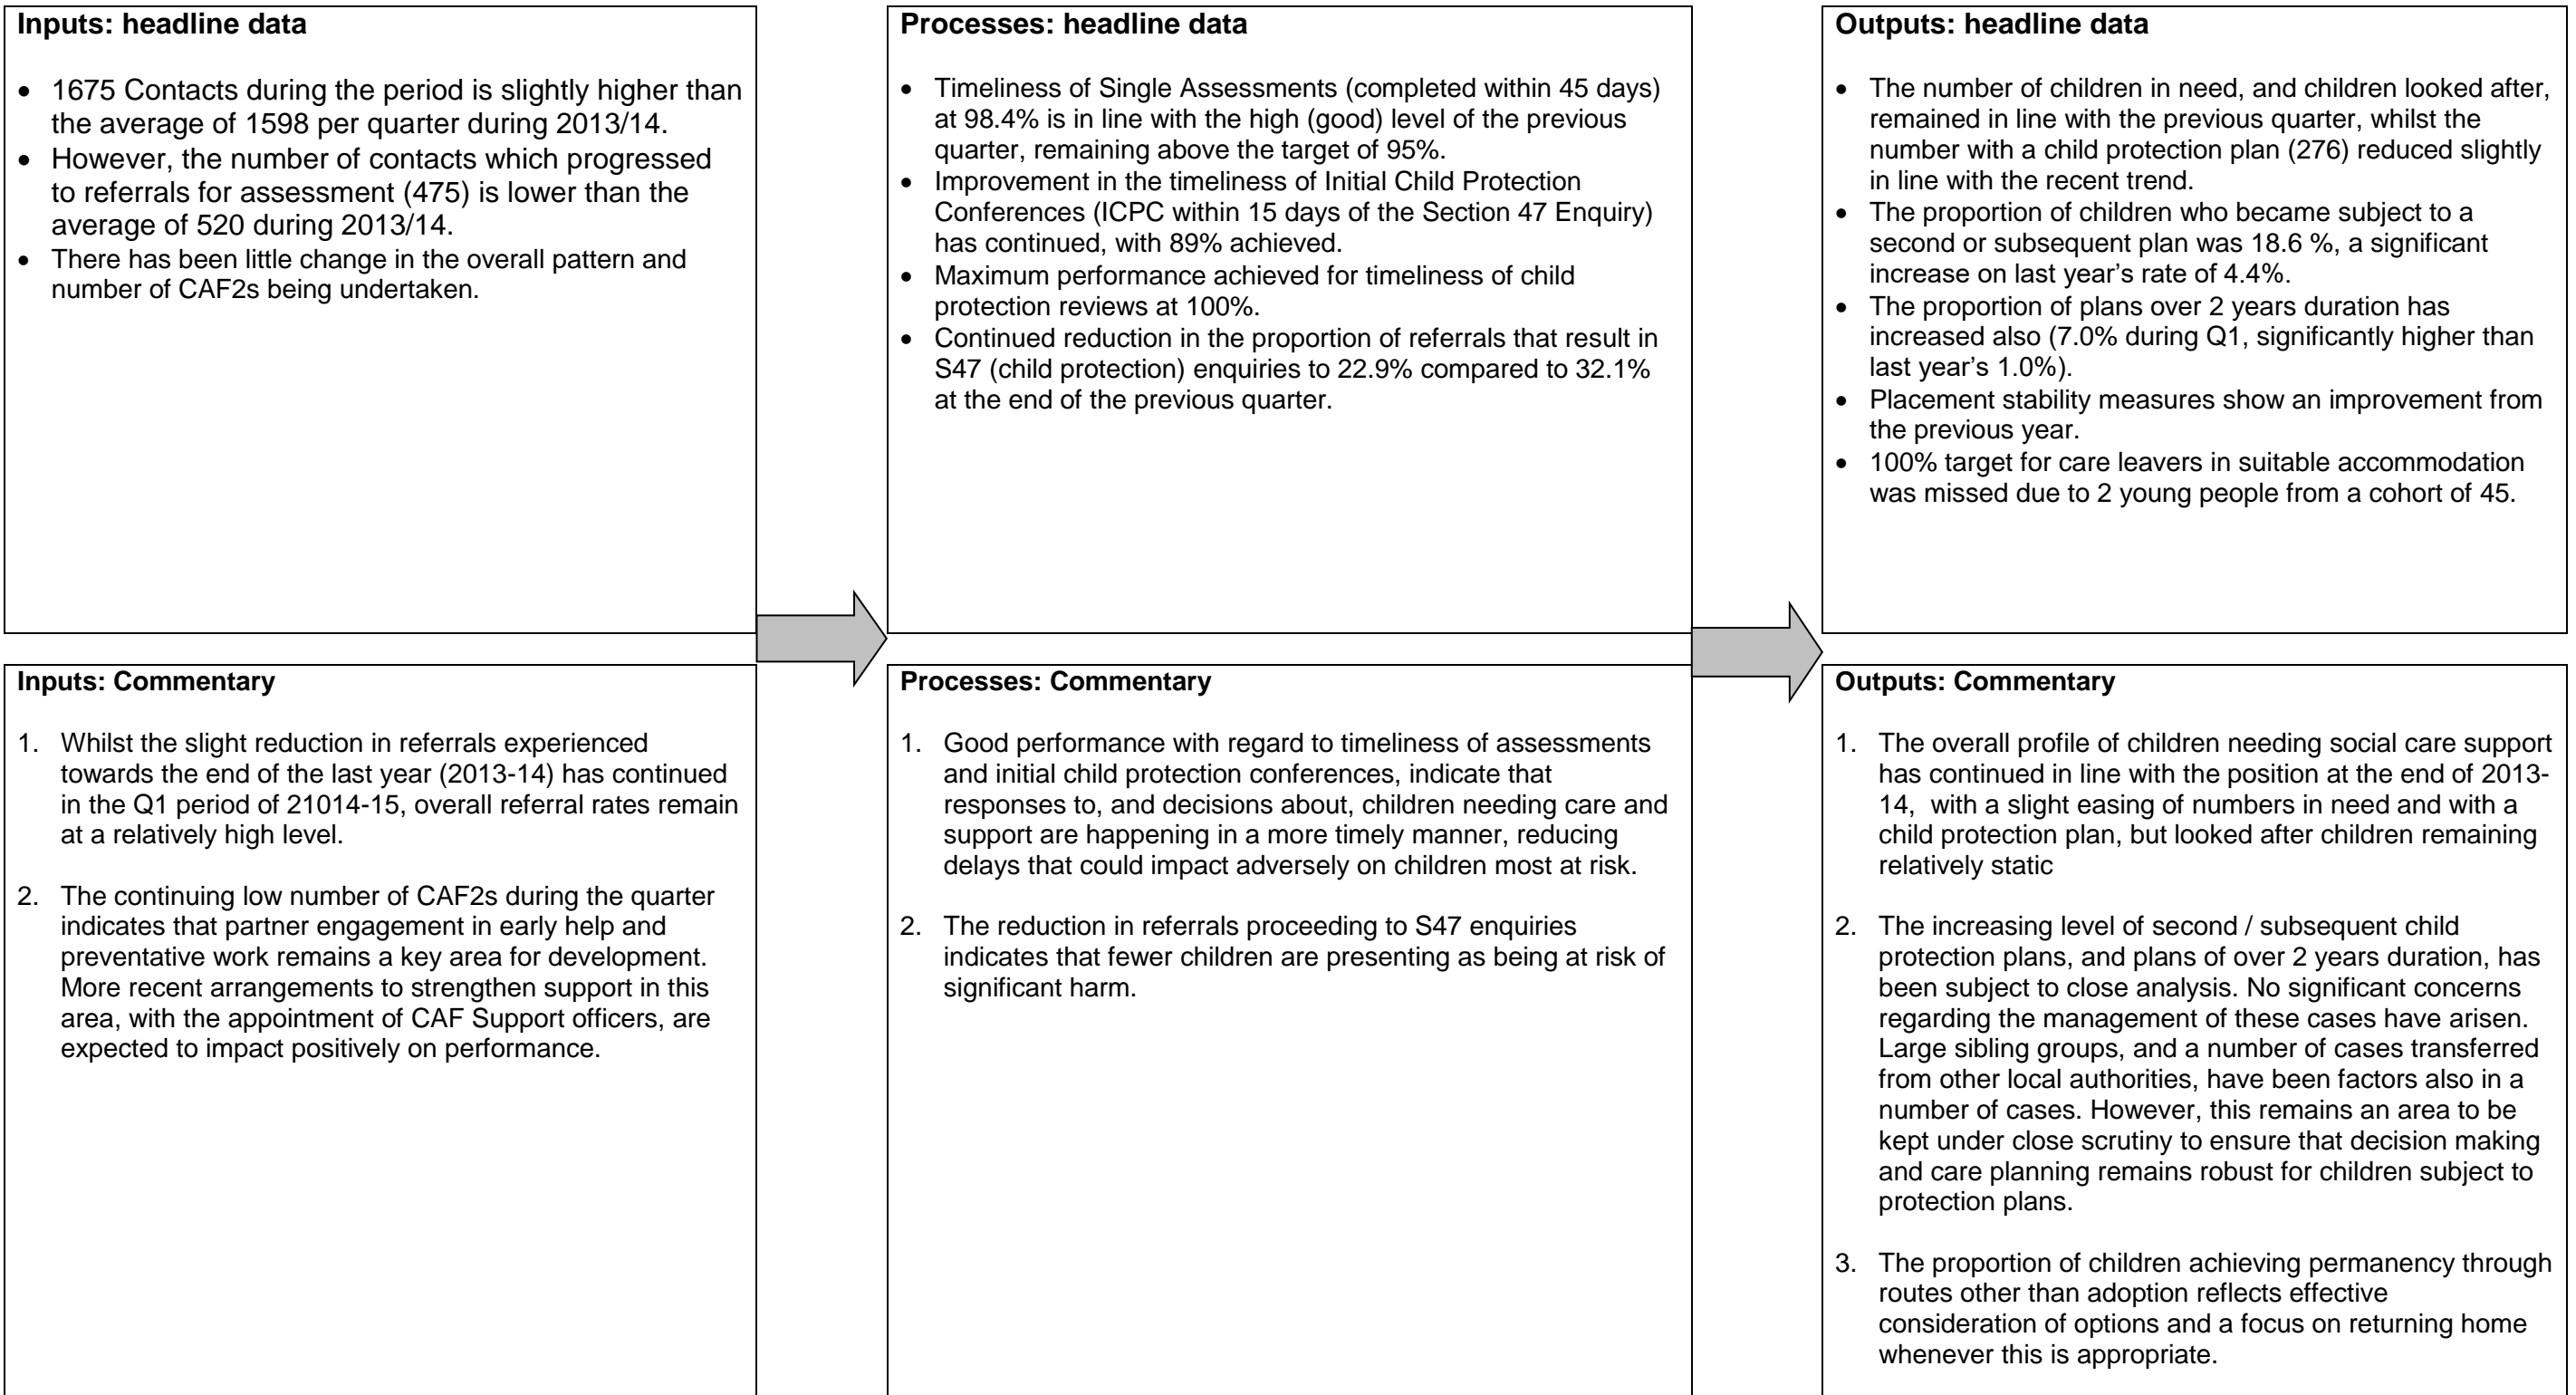 Inputs: headline data
• 1675 Contacts during the period is slightly higher than
the average of 1598 per quarter during 2013/14.
• However, the number of contacts which progressed
to referrals for assessment (475) is lower than the
average of 520 during 2013/14.
• There has been little change in the overall pattern and
number of CAF2s being undertaken.
Processes: headline data
• Timeliness of Single Assessments (completed within 45 days)
at 98.4% is in line with the high (good) level of the previous
quarter, remaining above the target of 95%.
• Improvement in the timeliness of Initial Child Protection
Conferences (ICPC within 15 days of the Section 47 Enquiry)
has continued, with 89% achieved.
• Maximum performance achieved for timeliness of child
protection reviews at 100%.
• Continued reduction in the proportion of referrals that result in
S47 (child protection) enquiries to 22.9% compared to 32.1%
at the end of the previous quarter.
Outputs: headline data
• The number of children in need, and children looked after,
remained in line with the previous quarter, whilst the
number with a child protection plan (276) reduced slightly
in line with the recent trend.
• The proportion of children who became subject to a
second or subsequent plan was 18.6 %, a significant
increase on last year's rate of 4.4%.
• The proportion of plans over 2 years duration has
increased also (7.0% during Q1, significantly higher than
last year's 1.0%).
• Placement stability measures show an improvement from
the previous year.
• 100% target for care leavers in suitable accommodation
was missed due to 2 young people from a cohort of 45.
Inputs: Commentary
1. Whilst the slight reduction in referrals experienced
towards the end of the last year (2013-14) has continued
in the Q1 period of 21014-15, overall referral rates remain
at a relatively high level.
2. The continuing low number of CAF2s during the quarter
indicates that partner engagement in early help and
preventative work remains a key area for development.
More recent arrangements to strengthen support in this
area, with the appointment of CAF Support officers, are
expected to impact positively on performance.
Processes: Commentary
1. Good performance with regard to timeliness of assessments
and initial child protection conferences, indicate that
responses to, and decisions about, children needing care and
support are happening in a more timely manner, reducing
delays that could impact adversely on children most at risk.
2. The reduction in referrals proceeding to S47 enquiries
indicates that fewer children are presenting as being at risk of
significant harm.
Outputs: Commentary
1. The overall profile of children needing social care support
has continued in line with the position at the end of 2013-
14, with a slight easing of numbers in need and with a
child protection plan, but looked after children remaining
relatively static
2. The increasing level of second / subsequent child
protection plans, and plans of over 2 years duration, has
been subject to close analysis. No significant concerns
regarding the management of these cases have arisen.
Large sibling groups, and a number of cases transferred
from other local authorities, have been factors also in a
number of cases. However, this remains an area to be
kept under close scrutiny to ensure that decision making
and care planning remains robust for children subject to
protection plans.
3. The proportion of children achieving permanency through
routes other than adoption reflects effective
consideration of options and a focus on returning home
whenever this is appropriate.